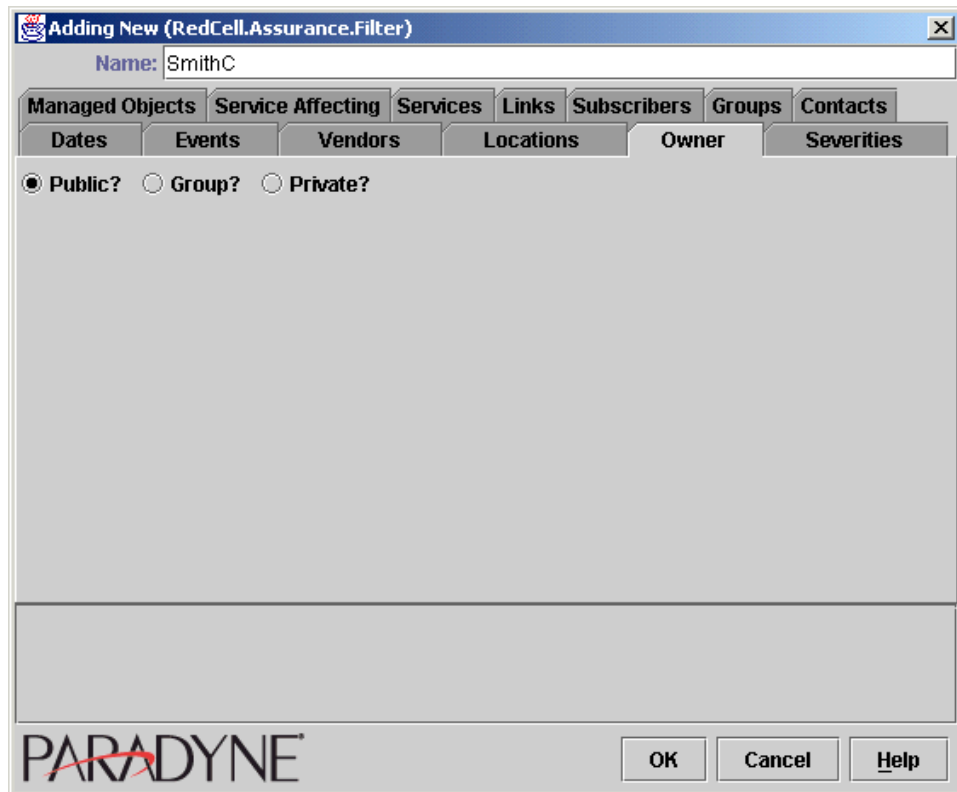 Adding New (RedCell.Assurance.Filter)
Name: SmithC
Managed Objects Service Affecting Services Links Subscribers Groups Contacts
Dates Events Vendors Locations Owner Severities
Public? Group? Private?
PARADYNE
OK Cancel Help